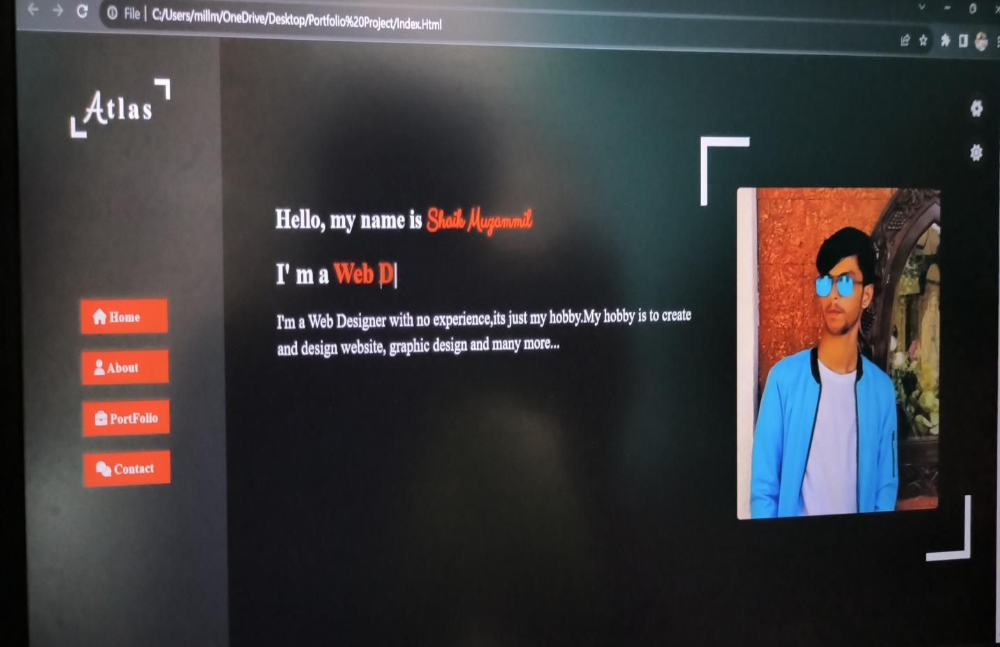 File | C:/Users/millm/OneDrive/Desktop/Portfolio%20Project/Index.Html
Atlas
Hello, my name is Shaik Muzammil
I' m a Web D|
I'm a Web Designer with no experience,its just my hobby.My hobby is to create
and design website, graphic design and many more...
Home
About
PortFolio
Contact